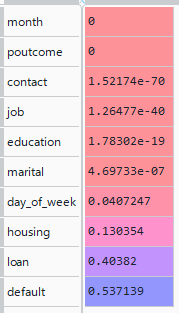 month 0
poutcome 0
contact 1.52174e-70
job 1.26477e-40
education 1.78302e-19
marital 4.69733e-07
day_of_week 0.0407247
housing 0.130354
loan 0.40382
default 0.537139